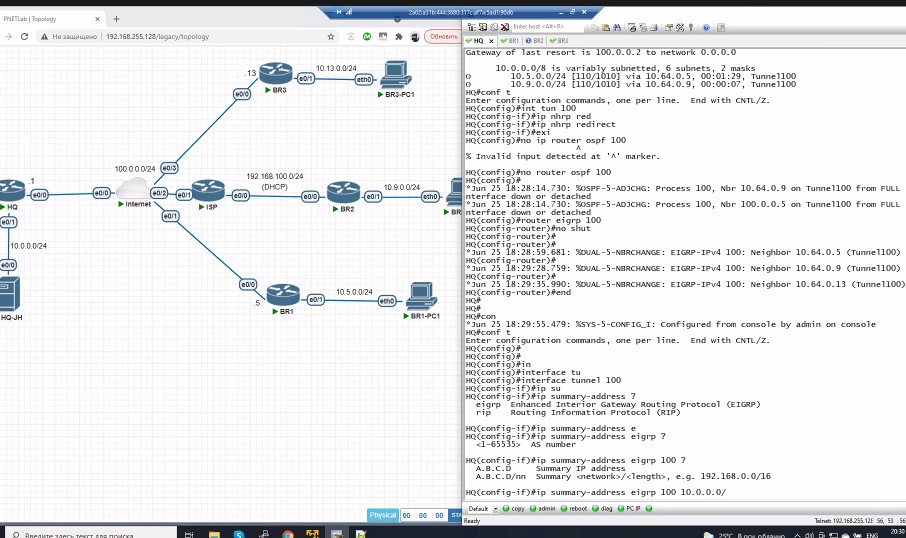 2a02:a31b:444:3680:317c:af7a:5ad1:90d6
PNETLab | Topology
Не защищено | 192.168.255.128/legacy/topology
Обновить
.13
10.13.0.0/24
e0/1
eth0
BR3
BR3-PC1
e0/0
100.0.0.0/24
e0/3
192.168.100.0/24
(DHCP)
10.9.0.0/24
.1
e0/0
e0/0
e0/2
e0/1
e0/0
e0/0
e0/1
eth0
HQ
Internet
ISP
BR2
BR
e0/1
e0/1
10.0.0.0/24
e0/0
e0/0
10.5.0.0/24
.5
e0/1
eth0
HQ-JH
BR1
BR1-PC1
Physical 00 : 00 : 00 STA
Введите здесь текст для поиска
Enter host <Alt+R>
HQ
BR1
BR2
BR3
Gateway of last resort is 100.0.0.2 to network 0.0.0.0
10.0.0.0/8 is variably subnetted, 6 subnets, 2 masks
O 10.5.0.0/24 [110/1010] via 10.64.0.5, 00:01:29, Tunnel100
O 10.9.0.0/24 [110/1010] via 10.64.0.9, 00:00:07, Tunnel100
HQ#conf t
Enter configuration commands, one per line. End with CNTL/Z.
HQ(config)#int tun 100
HQ(config-if)#ip nhrp red
HQ(config-if)#ip nhrp redirect
HQ(config-if)#exi
HQ(config)#no ip router ospf 100
^
% Invalid input detected at '^' marker.
HQ(config)#no router ospf 100
HQ(config)#
*Jun 25 18:28:14.730: %OSPF-5-ADJCHG: Process 100, Nbr 10.64.0.9 on Tunnel100 from FULL
nterface down or detached
*Jun 25 18:28:14.730: %OSPF-5-ADJCHG: Process 100, Nbr 100.0.0.5 on Tunnel100 from FULL
nterface down or detached
HQ(config)#router eigrp 100
HQ(config-router)#no shut
HQ(config-router)#
HQ(config-router)#
*Jun 25 18:28:59.681: %DUAL-5-NBRCHANGE: EIGRP-IPv4 100: Neighbor 10.64.0.5 (Tunnel100)
HQ(config-router)#
*Jun 25 18:29:28.759: %DUAL-5-NBRCHANGE: EIGRP-IPv4 100: Neighbor 10.64.0.9 (Tunnel100)
HQ(config-router)#
*Jun 25 18:29:35.990: %DUAL-5-NBRCHANGE: EIGRP-IPv4 100: Neighbor 10.64.0.13 (Tunnel100)
HQ(config-router)#end
HQ#
HQ#
HQ#con
*Jun 25 18:29:55.479: %SYS-5-CONFIG_I: Configured from console by admin on console
HQ#conf t
Enter configuration commands, one per line. End with CNTL/Z.
HQ(config)#
HQ(config)#
HQ(config)#in
HQ(config)#interface tu
HQ(config)#interface tunnel 100
HQ(config-if)#ip su
HQ(config-if)#ip summary-address ?
eigrp Enhanced Interior Gateway Routing Protocol (EIGRP)
rip Routing Information Protocol (RIP)
HQ(config-if)#ip summary-address e
HQ(config-if)#ip summary-address eigrp ?
<1-65535> AS number
HQ(config-if)#ip summary-address eigrp 100 ?
A.B.C.D Summary IP address
A.B.C.D/nn Summary <network>/<length>, e.g. 192.168.0.0/16
HQ(config-if)#ip summary-address eigrp 100 10.0.0.0/
Default copy admin reboot diag PC IP
Ready
Telnet: 192.168.255.128 56, 53 56
25°C
ENG
20:30